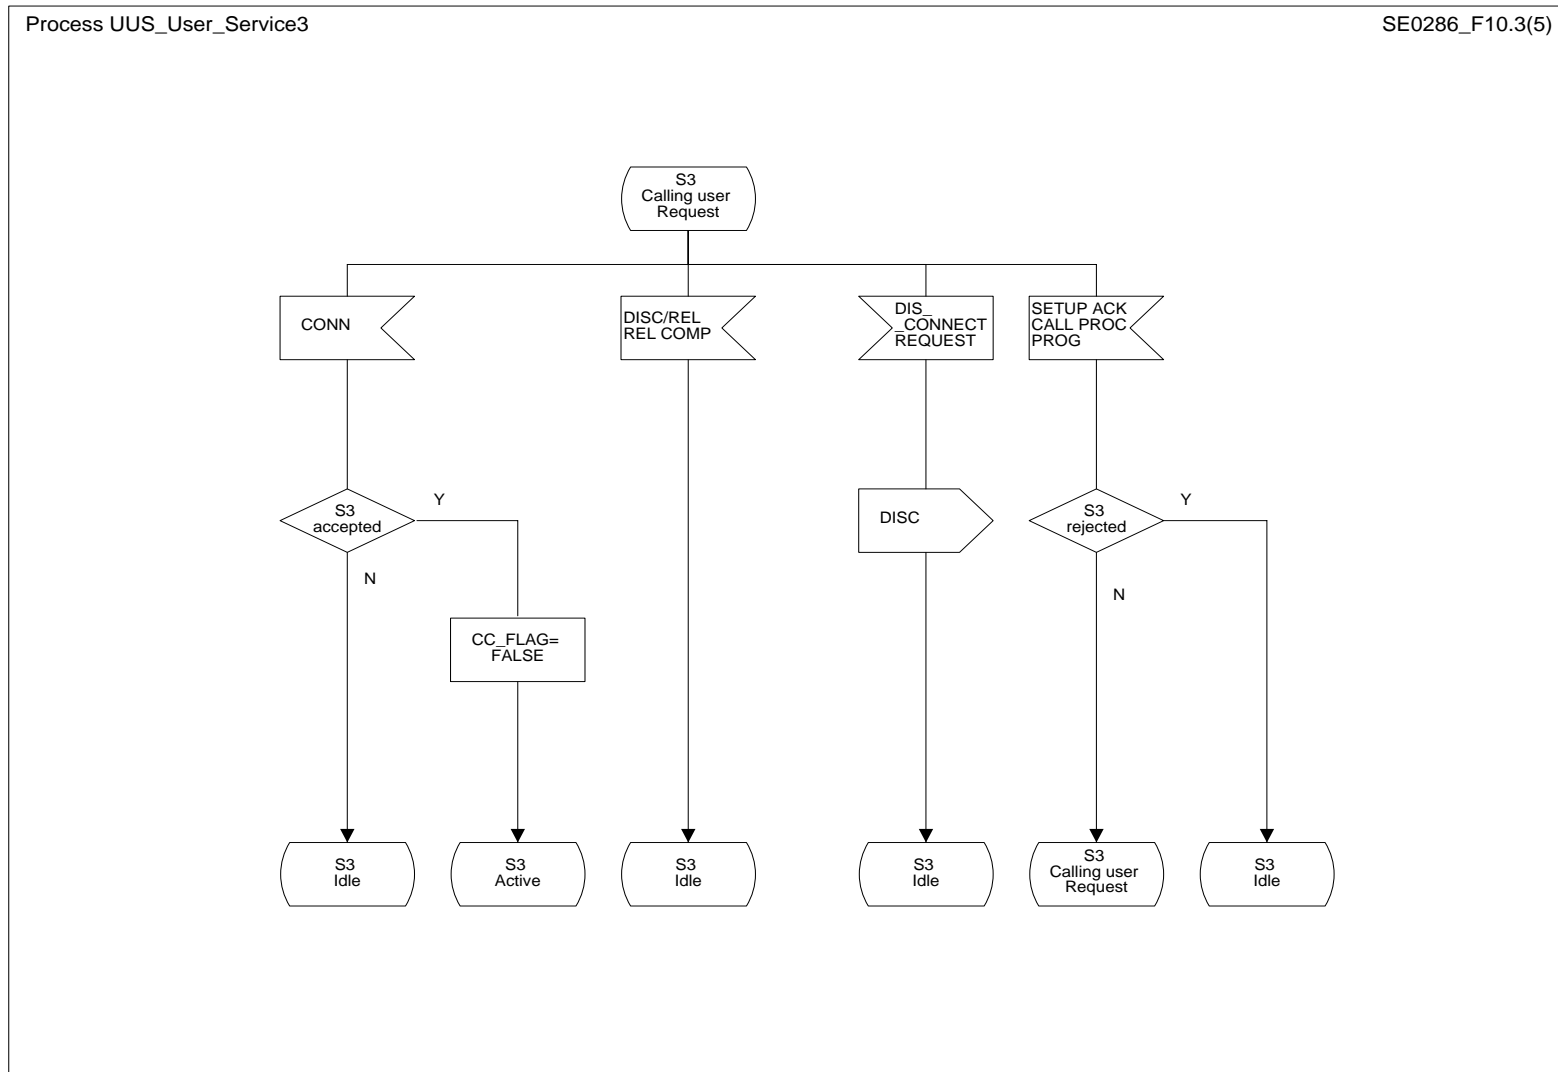 Process UUS_User_Service3
SE0286_F10.3(5)
S3
Calling user
Request
CONN
DISC/REL
REL COMP
DIS_
_CONNECT
REQUEST
SETUP ACK
CALL PROC
PROG
S3
accepted
Y
N
DISC
S3
rejected
Y
N
CC_FLAG=
FALSE
S3
Idle
S3
Active
S3
Idle
S3
Idle
S3
Calling user
Request
S3
Idle